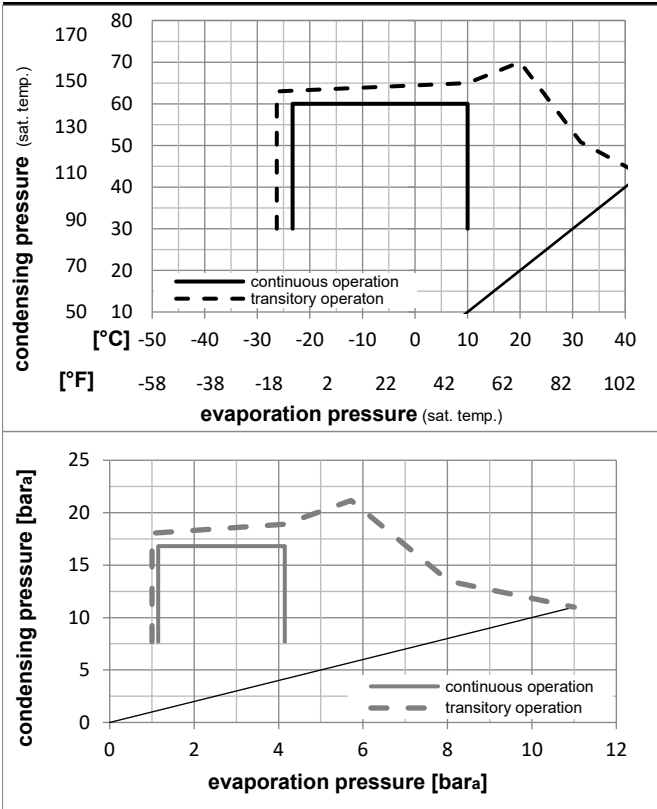 condensing pressure (sat. temp.)
170 80
70
150
60
130
50
110
40
90 30
70 20
50 10
continuous operation
transitory operaton
[°C] -50 -40 -30 -20 -10 0 10 20 30 40
[°F] -58 -38 -18 2 22 42 62 82 102
evaporation pressure (sat. temp.)
condensing pressure [bara]
25
20
15
10
5
0
continuous operation
transitory operation
0 2 4 6 8 10 12
evaporation pressure [bara]